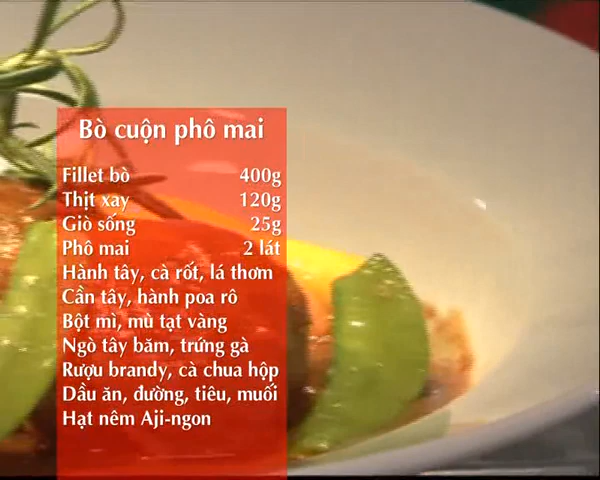 Bò cuộn phô mai
Fillet bò 400g
Thịt xay 120g
Giò sống 25g
Phô mai 2 lát
Hành tây, cà rốt, lá thơm
Cần tây, hành poa rô
Bột mì, mù tạt vàng
Ngò tây băm, trứng gà
Rượu brandy, cà chua hộp
Dầu ăn, đường, tiêu, muối
Hạt nêm Aji-ngon